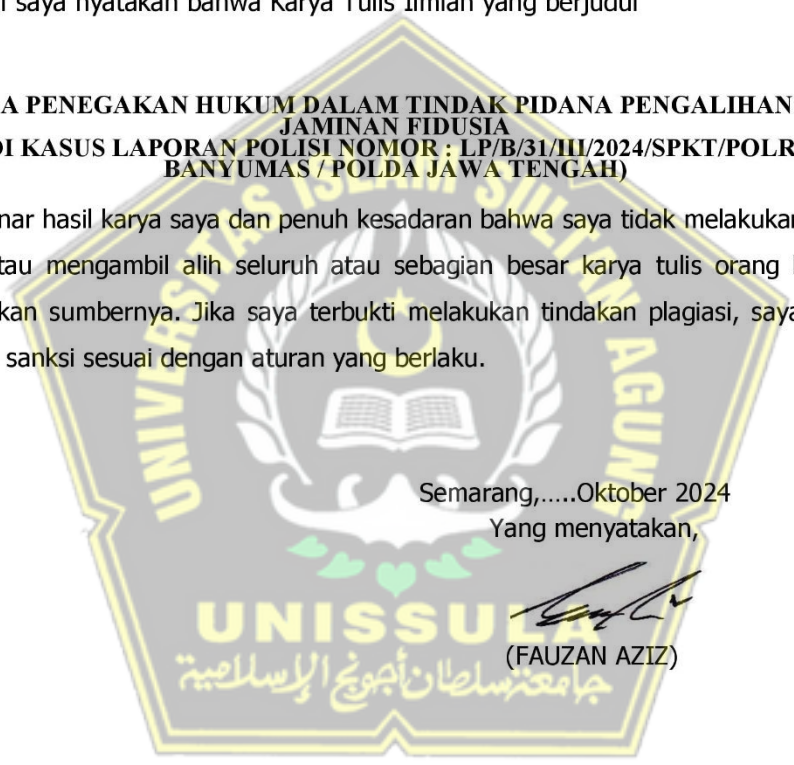 saya nyatakan bahwa Karya Tulis Ilmiah yang berjudul
A PENEGAKAN HUKUM DALAM TINDAK PIDANA PENGALIHAN
JAMINAN FIDUSIA
DI KASUS LAPORAN POLISI NOMOR : LP/B/31/III/2024/SPKT/POLR
BANYUMAS / POLDA JAWA TENGAH)
nar hasil karya saya dan penuh kesadaran bahwa saya tidak melakukan
tau mengambil alih seluruh atau sebagian besar karya tulis orang
kan sumbernya. Jika saya terbukti melakukan tindakan plagiasi, saya
sanksi sesuai dengan aturan yang berlaku.
UNIVERSITAS ISLAM SULTAN AGUNG
Semarang,.....Oktober 2024
Yang menyatakan,
(FAUZAN AZIZ)
UNISSULA
جامعة سلطان أجونج الإسلامية